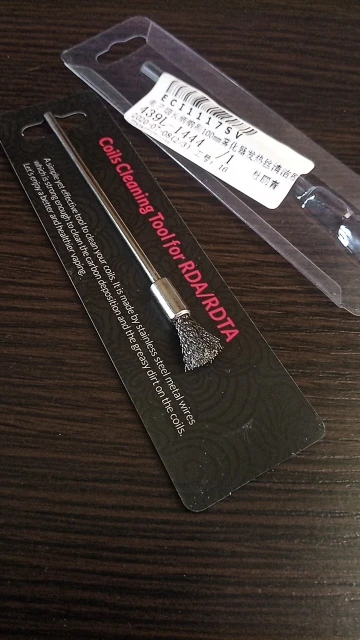 ECI1117SV
439L-1444 /1
Coils Cleaning Tool for RDA/RDTA
A simple yet effective tool to clean your coils. It is made by stainless steel metal wires
which is strong enough to clean the carbon deposition and the greasy dirt on the coils.
Let's enjoy a better and healthier vaping.